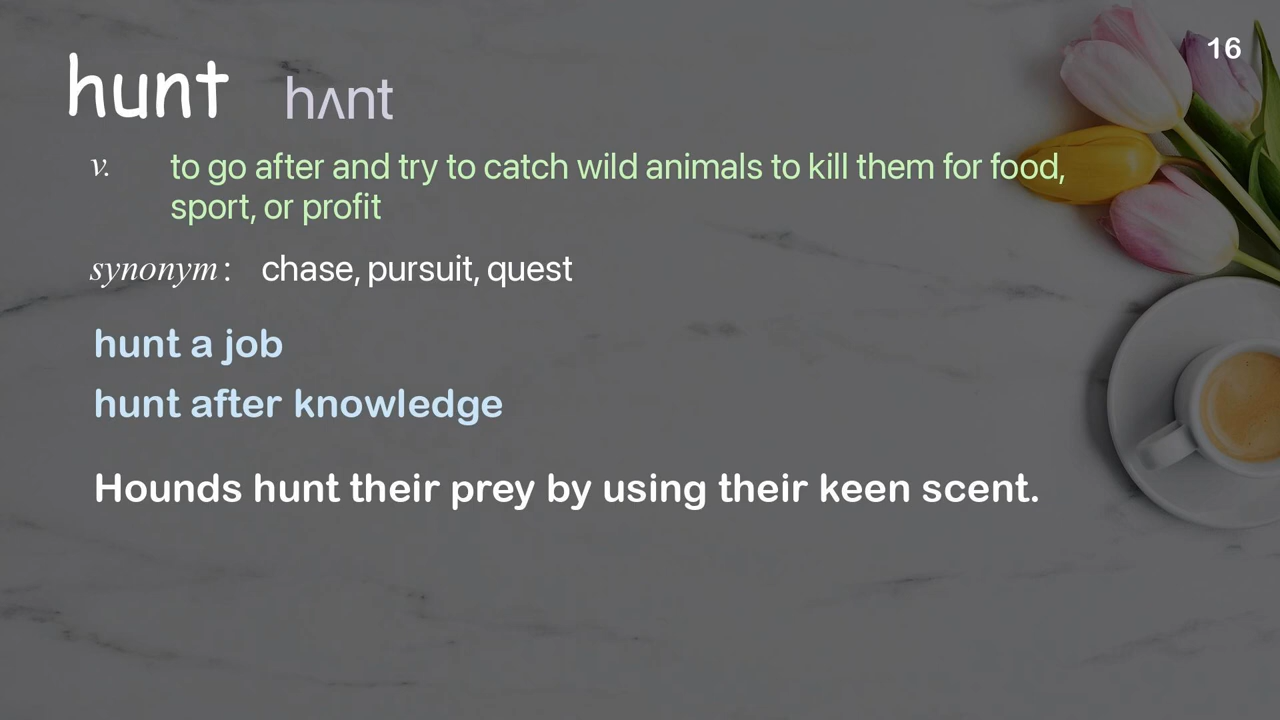 16
hunt hʌnt
v. to go after and try to catch wild animals to kill them for food,
sport, or profit
synonym: chase, pursuit, quest
hunt a job
hunt after knowledge
Hounds hunt their prey by using their keen scent.